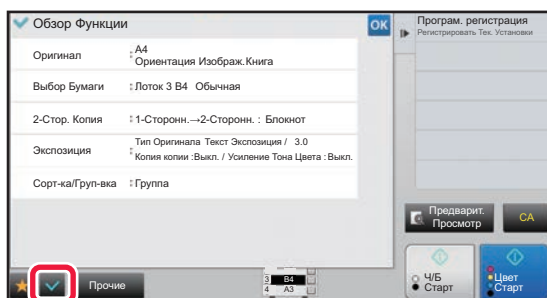 Обзор Функции
OK
Оригинал : A4
Ориентация Изображ.Книга
Выбор Бумаги : Лоток 3 B4 Обычная
2-Стор. Копия : 1-Сторонн.→2-Сторонн. : Блокнот
Экспозиция : Тип Оригинала Текст Экспозиция / 3.0
Копия копии :Выкл. / Усиление Тона Цвета : Выкл.
Сорт-ка/Груп-вка : Группа
Прочие
3 B4
4 A3
Програм. регистрация
Регистрировать Тек. Установки
Предварит.
Просмотр
CA
Ч/Б
Старт
Цвет
Старт